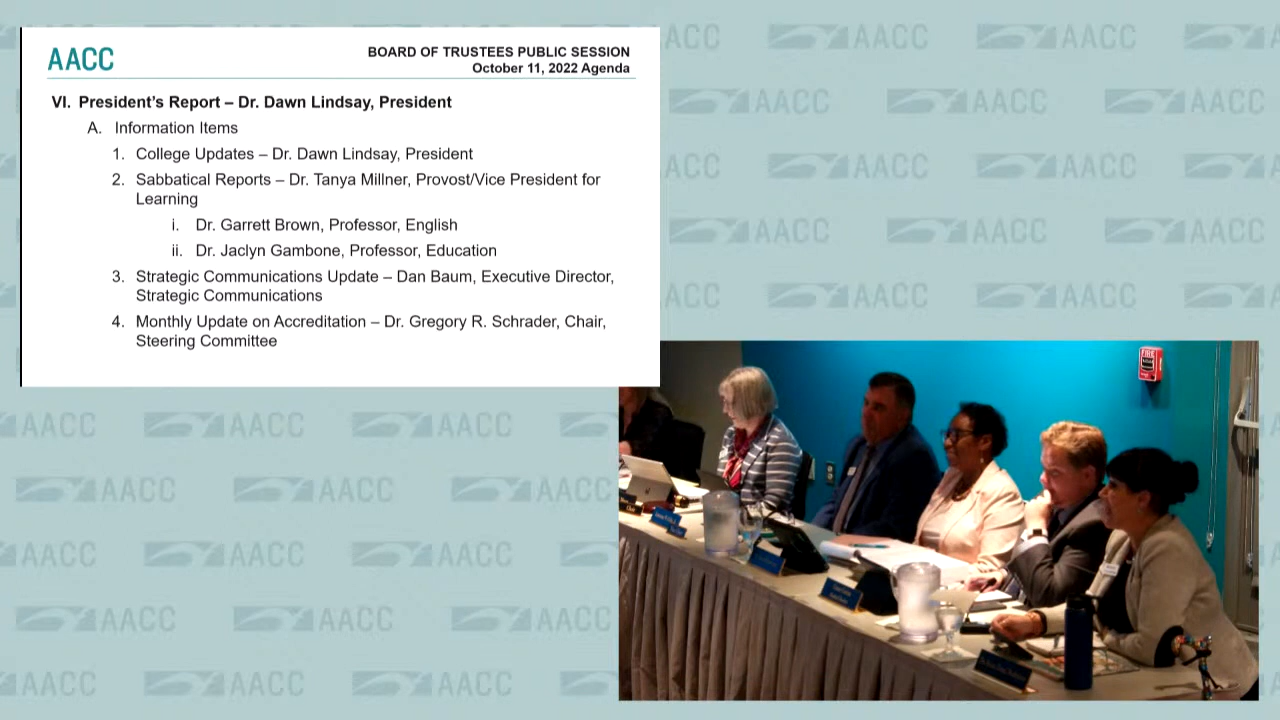 AACC
BOARD OF TRUSTEES PUBLIC SESSION
October 11, 2022 Agenda
VI. President's Report – Dr. Dawn Lindsay, President
A. Information Items
1. College Updates – Dr. Dawn Lindsay, President
2. Sabbatical Reports – Dr. Tanya Millner, Provost/Vice President for
Learning
i. Dr. Garrett Brown, Professor, English
ii. Dr. Jaclyn Gambone, Professor, Education
3. Strategic Communications Update – Dan Baum, Executive Director,
Strategic Communications
4. Monthly Update on Accreditation – Dr. Gregory R. Schrader, Chair,
Steering Committee
FIRE